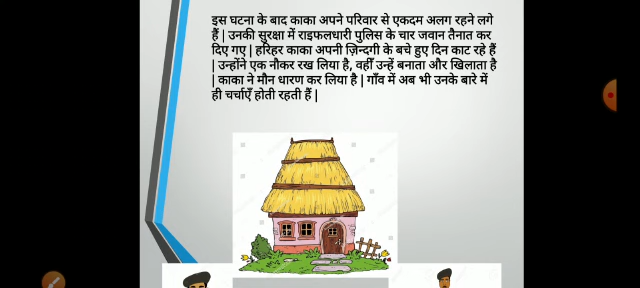 इस घटना के बाद काका अपने परिवार से एकदम अलग रहने लगे
हैं | उनकी सुरक्षा में राइफलधारी पुलिस के चार जवान तैनात कर
दिए गए | हरिहर काका अपनी ज़िन्दगी के बचे हुए दिन काट रहे हैं
| उन्होंने एक नौकर रख लिया है, वहीँ उन्हें बनाता और खिलाता है
| काका ने मौन धारण कर लिया है | गाँव में अब भी उनके बारे में
ही चर्चाएँ होती रहती हैं |